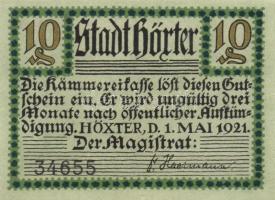 10 Stadt Höxter 10
Die Kämmereikasse löst diesen Gut-
schein ein. Er wird ungültig drei
Monate nach öffentlicher Aufkün-
digung. HÖXTER, D. 1. MAI 1921.
Der Magistrat:
34655